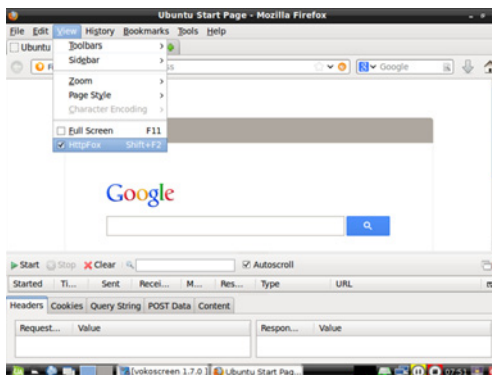 Ubuntu Start Page - Mozilla Firefox
File Edit View History Bookmarks Tools Help
Ubuntu
Toolbars
Sidebar
Zoom
Page Style
Character Encoding
Full Screen F11
HttpFox Shift+F2
Google
Google
Start Stop Clear Autoscroll
Started Ti... Sent Recei... M... Res... Type URL
Headers Cookies Query String POST Data Content
Request... Value Respon... Value
[vokoscreen 1.7.0 ] Ubuntu Start Pag... 07:51